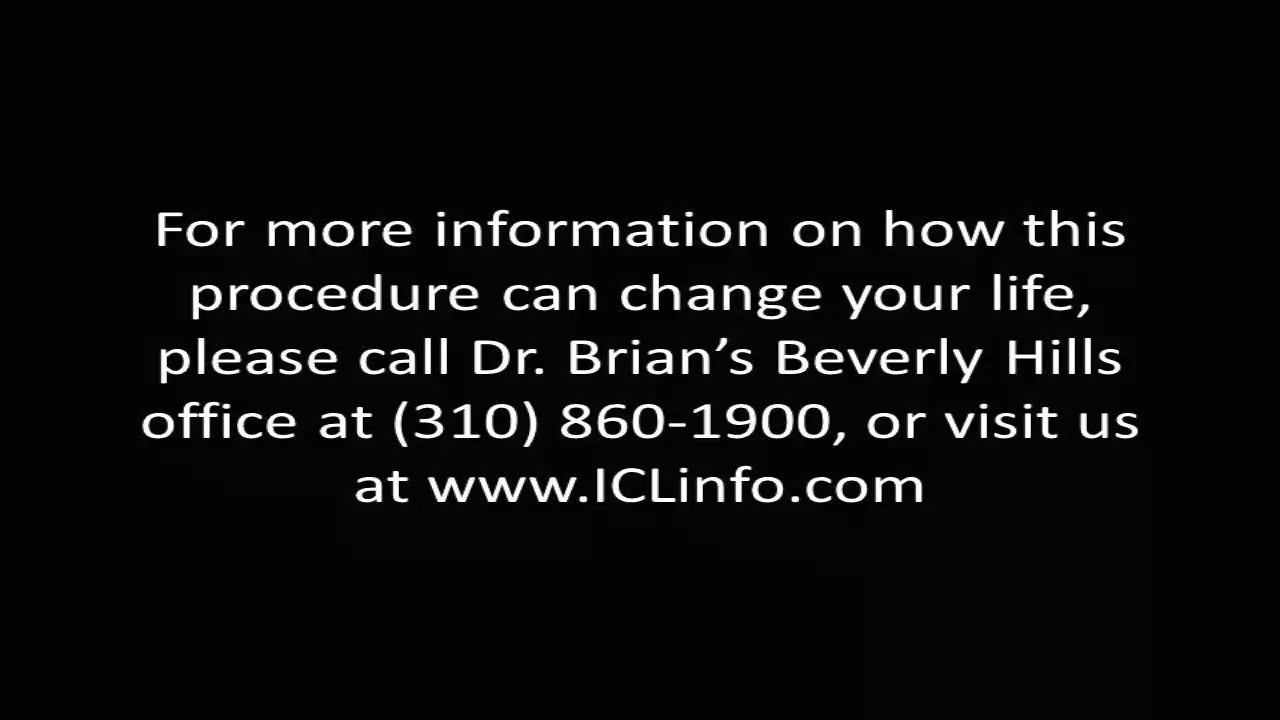 For more information on how this
procedure can change your life,
please call Dr. Brian’s Beverly Hills
office at (310) 860-1900, or visit us
at www.ICLinfo.com